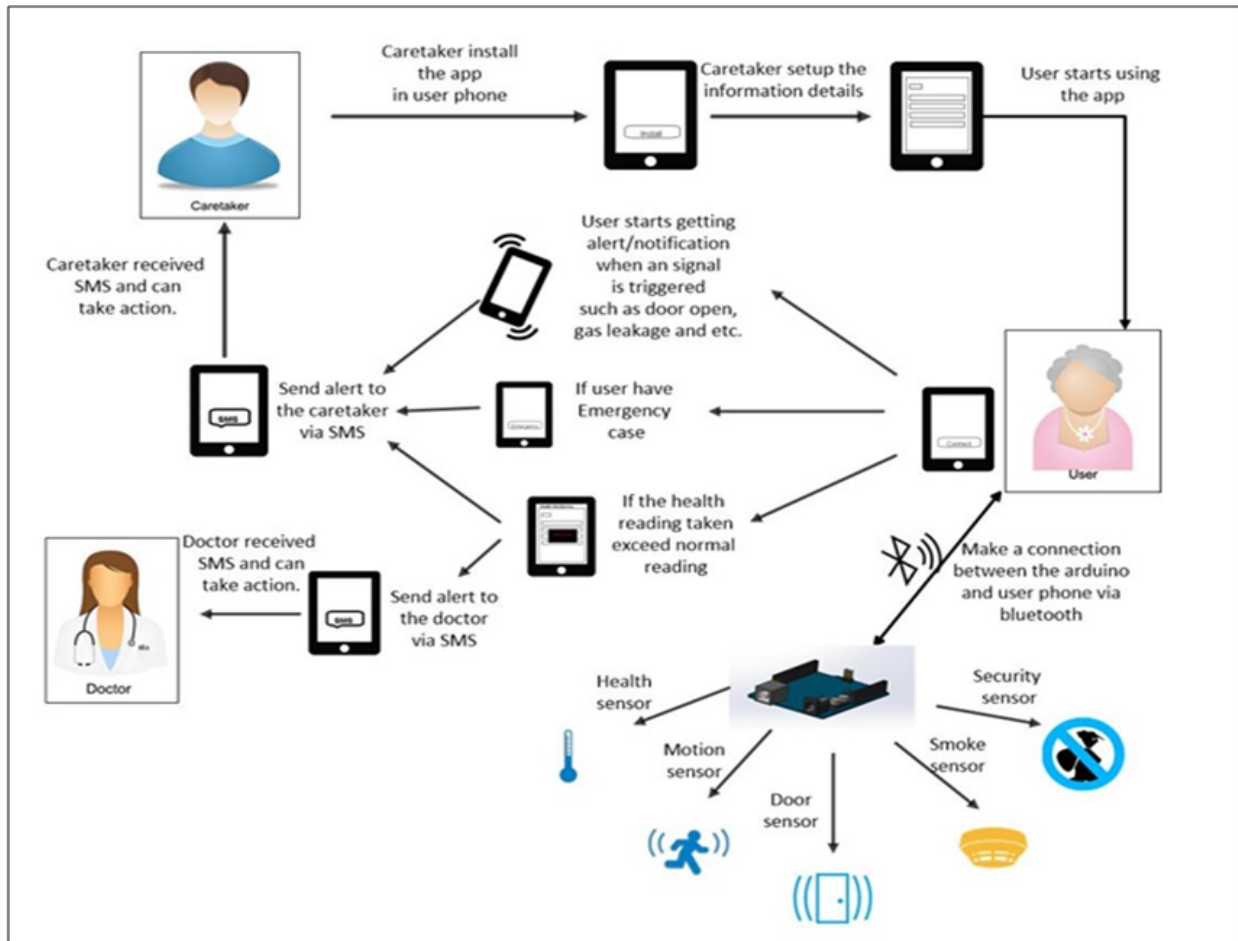 Caretaker install
the app
in user phone
Caretaker setup the
information details
User starts using
the app
Install
Caretaker
User starts getting
alert/notification
when an signal
is triggered
such as door open,
gas leakage and etc.
Caretaker received
SMS and can
take action.
Send alert to
the caretaker
via SMS
SMS
If user have
Emergency
case
Connect
User
If the health
reading taken
exceed normal
reading
Doctor received
SMS and can
take action.
Send alert to
the doctor
via SMS
SMS
Doctor
Make a connection
between the arduino
and user phone via
bluetooth
Health
sensor
Motion
sensor
Door
sensor
Smoke
sensor
Security
sensor